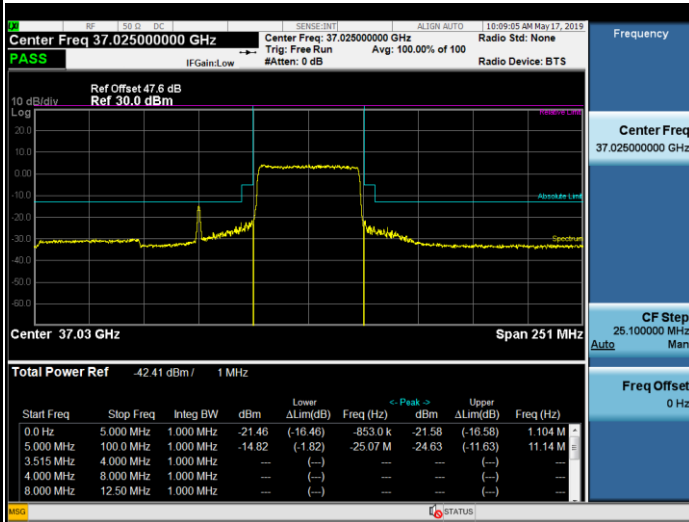 RF 50 Ω DC SENSE:INT ALIGN AUTO 10:09:05 AM May 17, 2019
Center Freq 37.025000000 GHz
Center Freq: 37.025000000 GHz Radio Std: None
Trig: Free Run Avg: 100.00% of 100
PASS
IFGain:Low #Atten: 0 dB Radio Device: BTS
Ref Offset 47.6 dB
10 dB/div Ref 30.0 dBm
Log
Relative Limit
20.0
10.0
0.00
-10.0
Absolute Limit
-20.0
-30.0
Spectrum
-40.0
-50.0
-60.0
Center 37.03 GHz Span 251 MHz
Total Power Ref -42.41 dBm / 1 MHz
Lower <- Peak -> Upper
Start Freq Stop Freq Integ BW dBm ΔLim(dB) Freq (Hz) dBm ΔLim(dB) Freq (Hz)
0.0 Hz 5.000 MHz 1.000 MHz -21.46 (-16.46) -853.0 k -21.58 (-16.58) 1.104 M
5.000 MHz 100.0 MHz 1.000 MHz -14.82 (-1.82) -25.07 M -24.63 (-11.63) 11.14 M
3.515 MHz 4.000 MHz 1.000 MHz --- (---) --- --- (---) ---
4.000 MHz 8.000 MHz 1.000 MHz --- (---) --- --- (---) ---
8.000 MHz 12.50 MHz 1.000 MHz --- (---) --- --- (---) ---
MSG STATUS
Frequency
Center Freq
37.025000000 GHz
CF Step
25.100000 MHz
Auto Man
Freq Offset
0 Hz